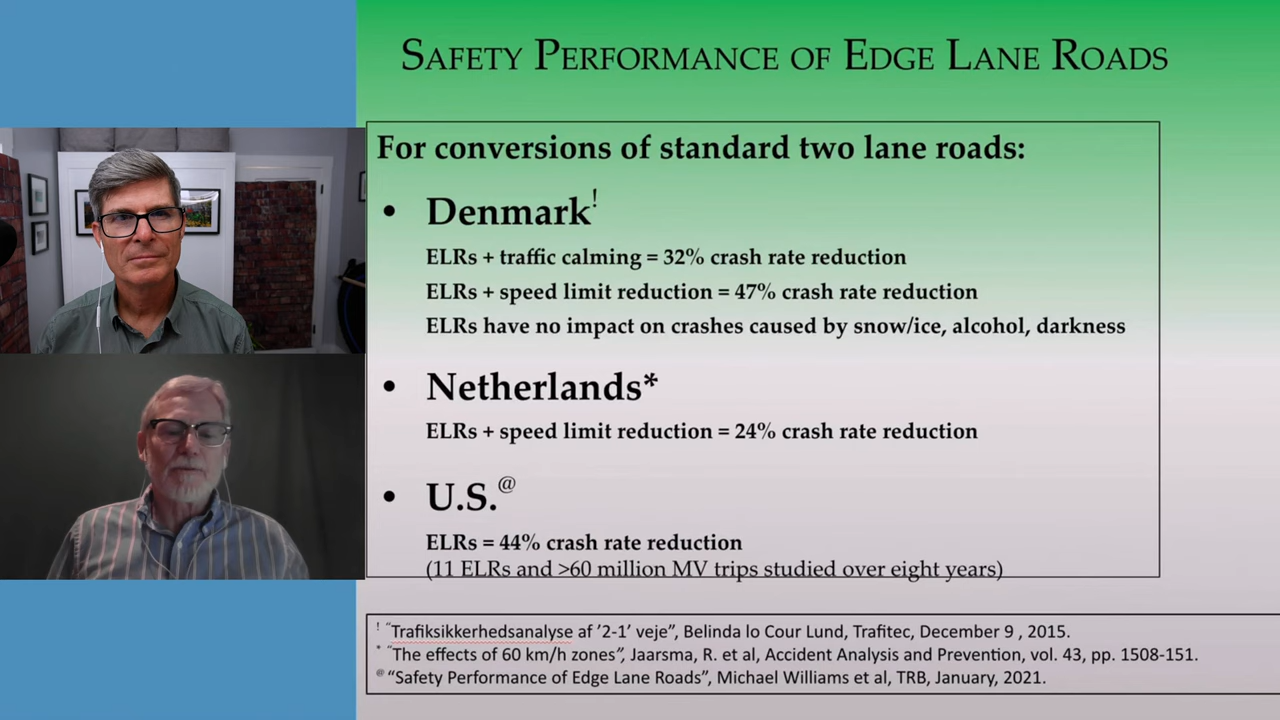 SAFETY PERFORMANCE OF EDGE LANE ROADS
For conversions of standard two lane roads:
• Denmark!
ELRs + traffic calming = 32% crash rate reduction
ELRs + speed limit reduction = 47% crash rate reduction
ELRs have no impact on crashes caused by snow/ice, alcohol, darkness
• Netherlands*
ELRs + speed limit reduction = 24% crash rate reduction
• U.S.@
ELRs = 44% crash rate reduction
(11 ELRs and >60 million MV trips studied over eight years)
! “Trafiksikkerhedsanalyse af ’2-1’ veje”, Belinda lo Cour Lund, Trafitec, December 9 , 2015.
* “The effects of 60 km/h zones”, Jaarsma, R. et al, Accident Analysis and Prevention, vol. 43, pp. 1508-151.
@ “Safety Performance of Edge Lane Roads”, Michael Williams et al, TRB, January, 2021.